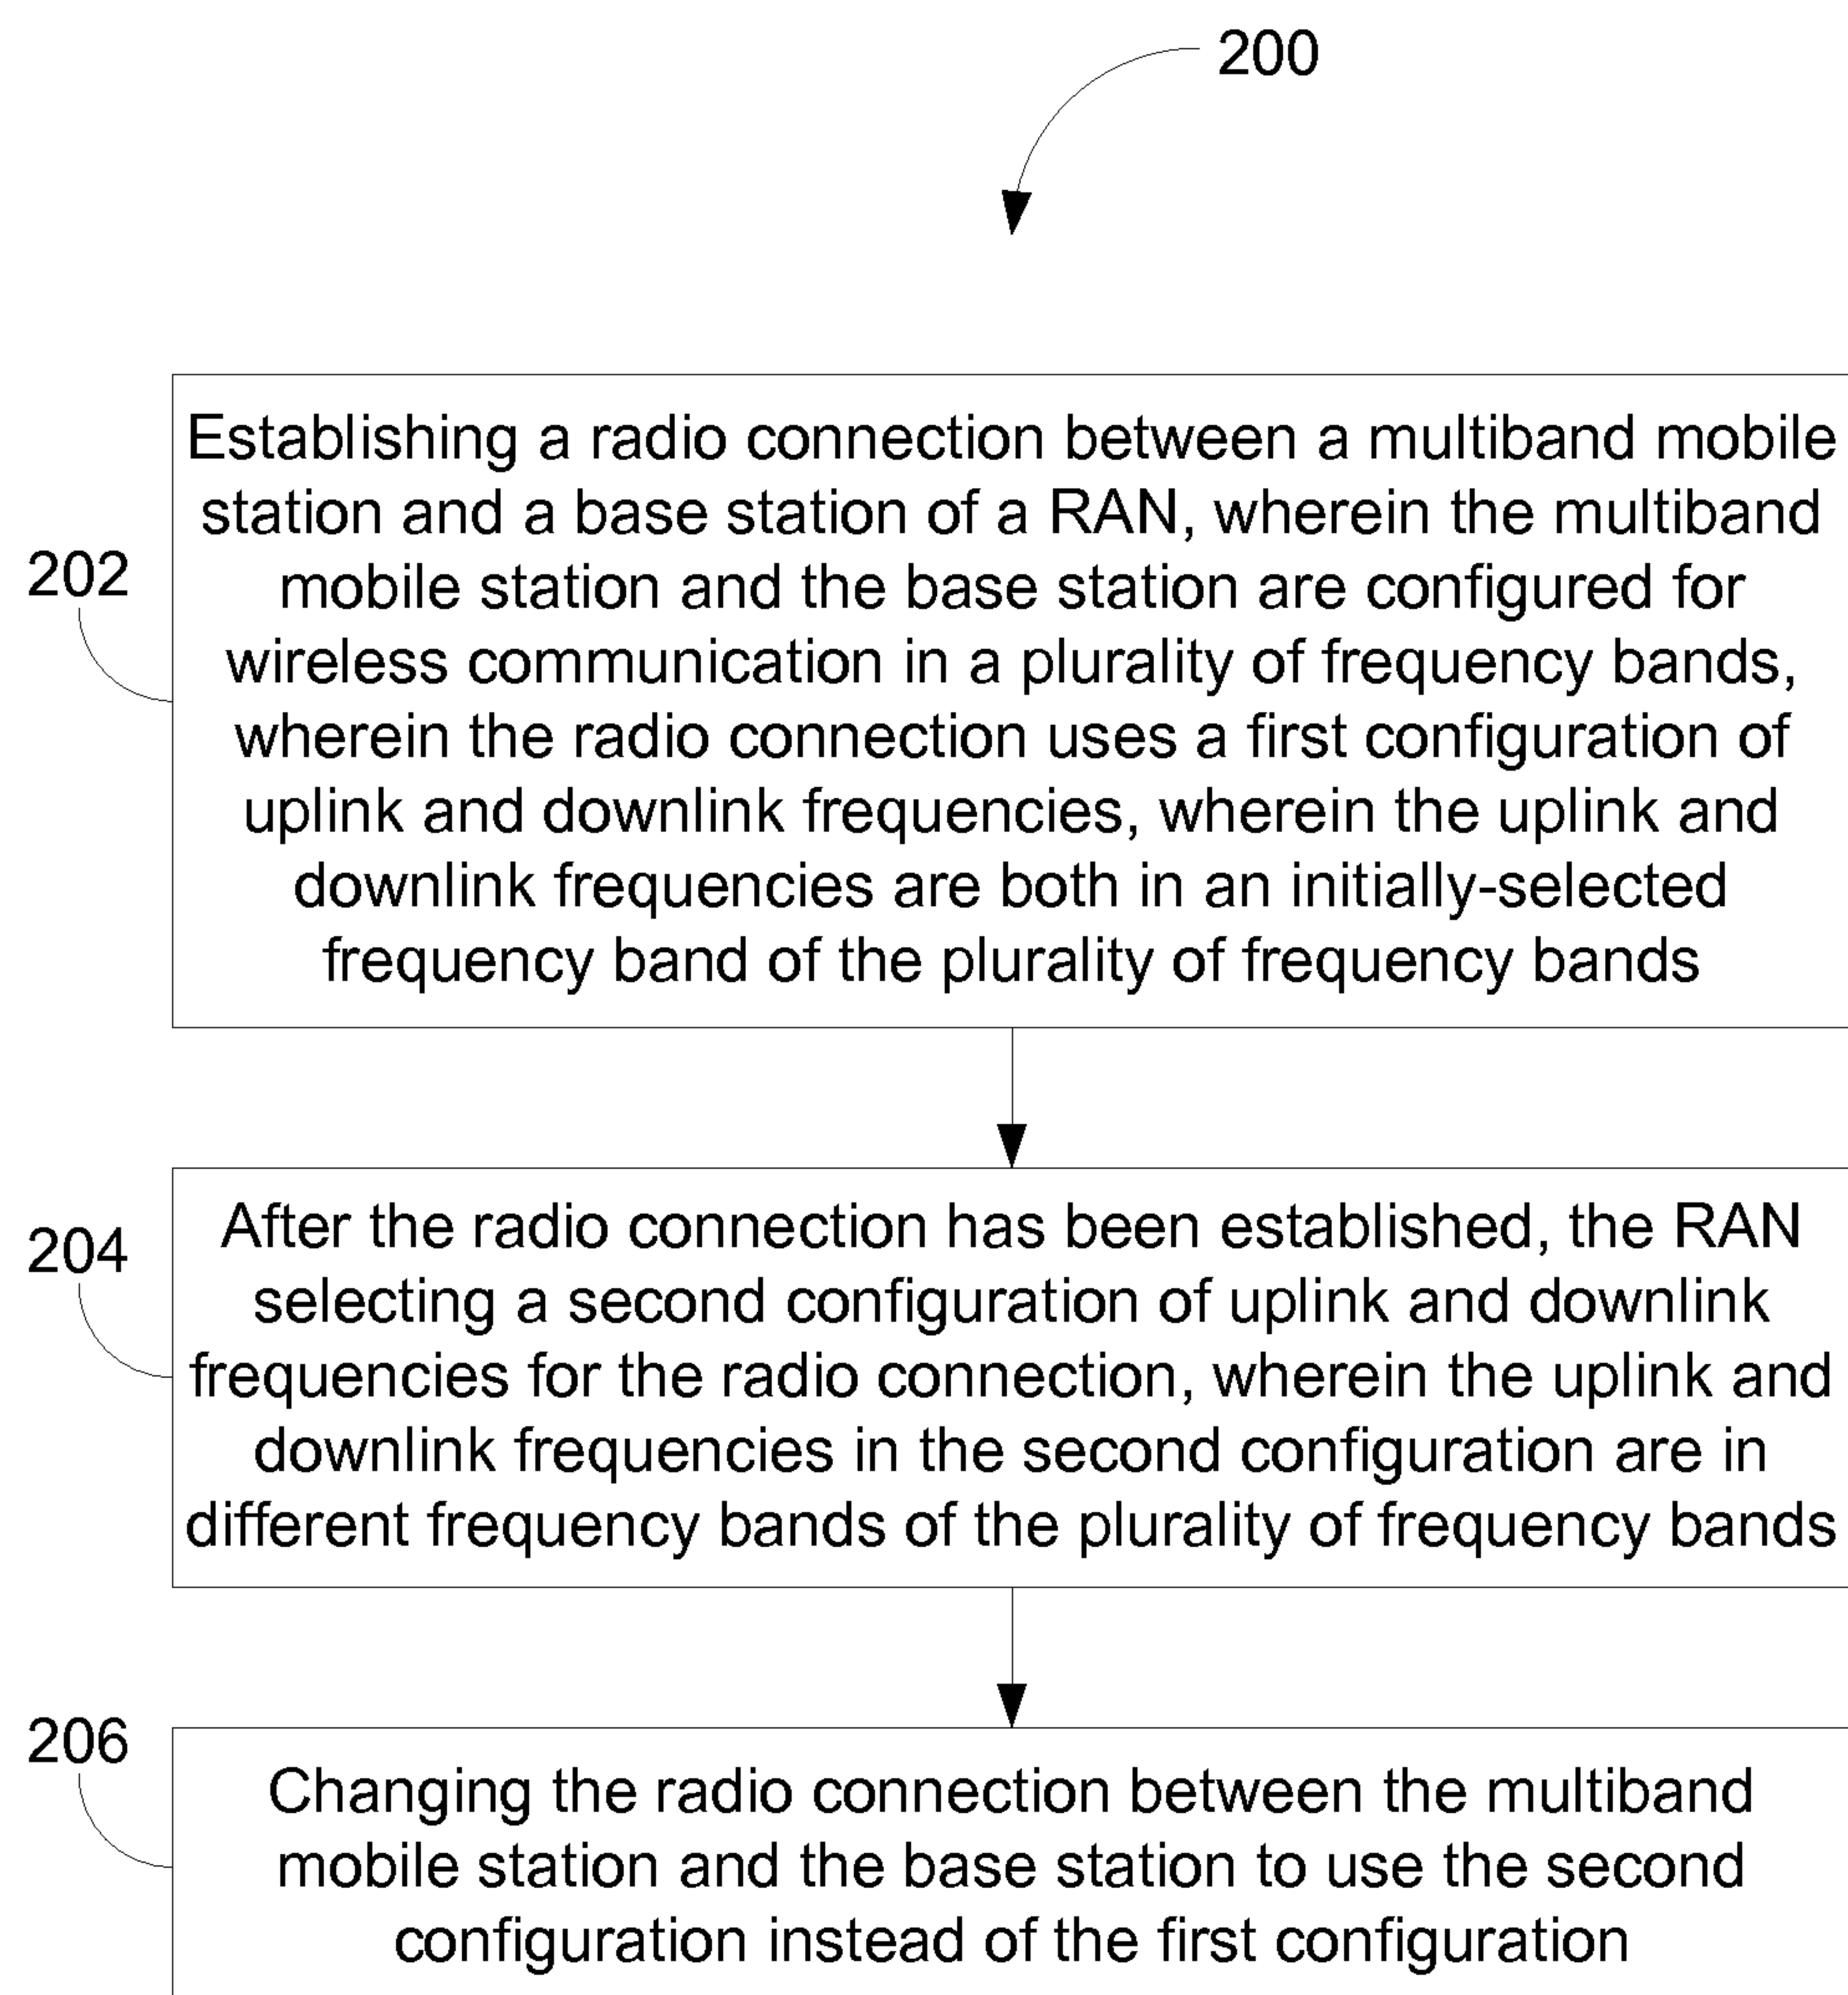 200
202
Establishing a radio connection between a multiband mobile
station and a base station of a RAN, wherein the multiband
mobile station and the base station are configured for
wireless communication in a plurality of frequency bands,
wherein the radio connection uses a first configuration of
uplink and downlink frequencies, wherein the uplink and
downlink frequencies are both in an initially-selected
frequency band of the plurality of frequency bands
204
After the radio connection has been established, the RAN
selecting a second configuration of uplink and downlink
frequencies for the radio connection, wherein the uplink and
downlink frequencies in the second configuration are in
different frequency bands of the plurality of frequency bands
206
Changing the radio connection between the multiband
mobile station and the base station to use the second
configuration instead of the first configuration